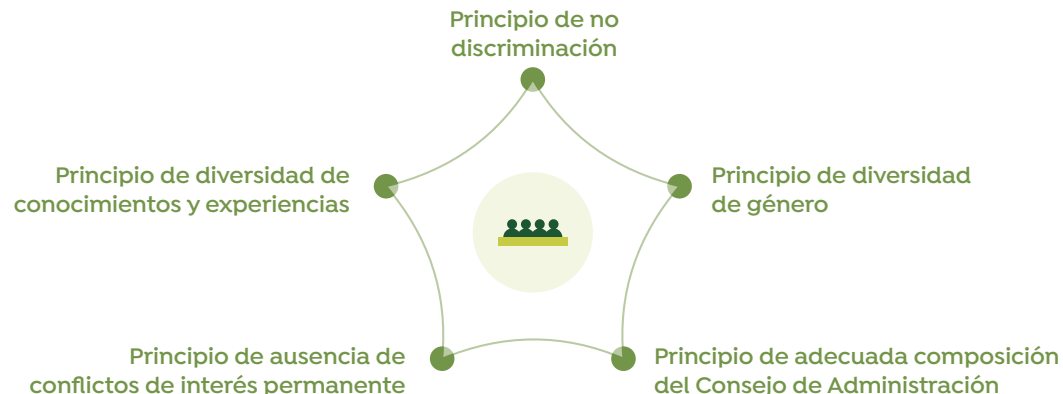 Principio de no
discriminación
Principio de diversidad de
conocimientos y experiencias
Principio de diversidad
de género
Principio de ausencia de
conflictos de interés permanente
Principio de adecuada composición
del Consejo de Administración